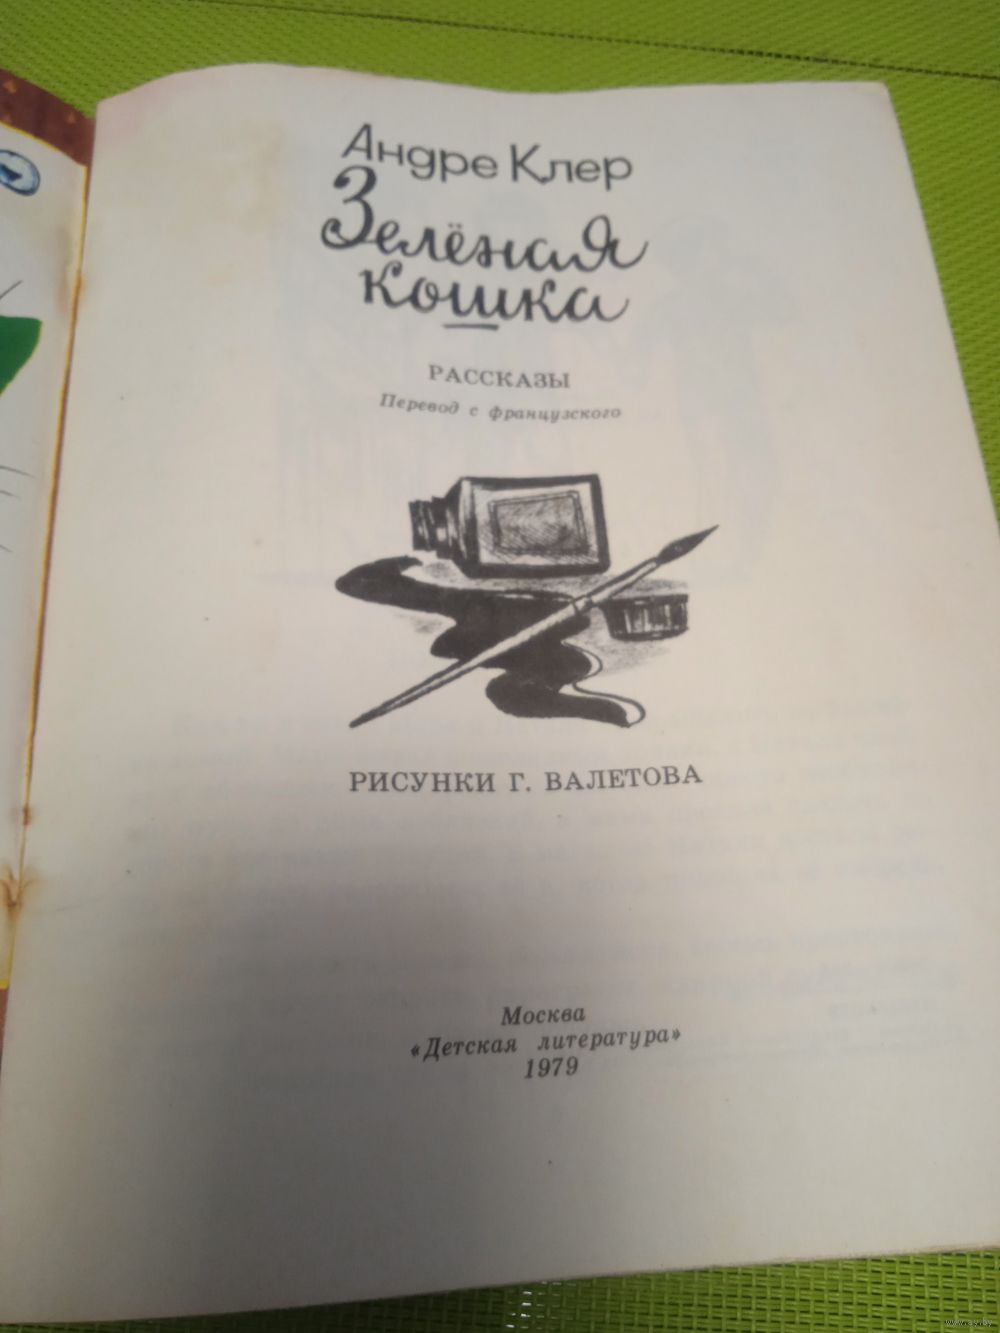 Андре Клер
Зелёная
кошка
РАССКАЗЫ
Перевод с французского
РИСУНКИ Г. ВАЛЕТОВА
Москва
«Детская литература»
1979